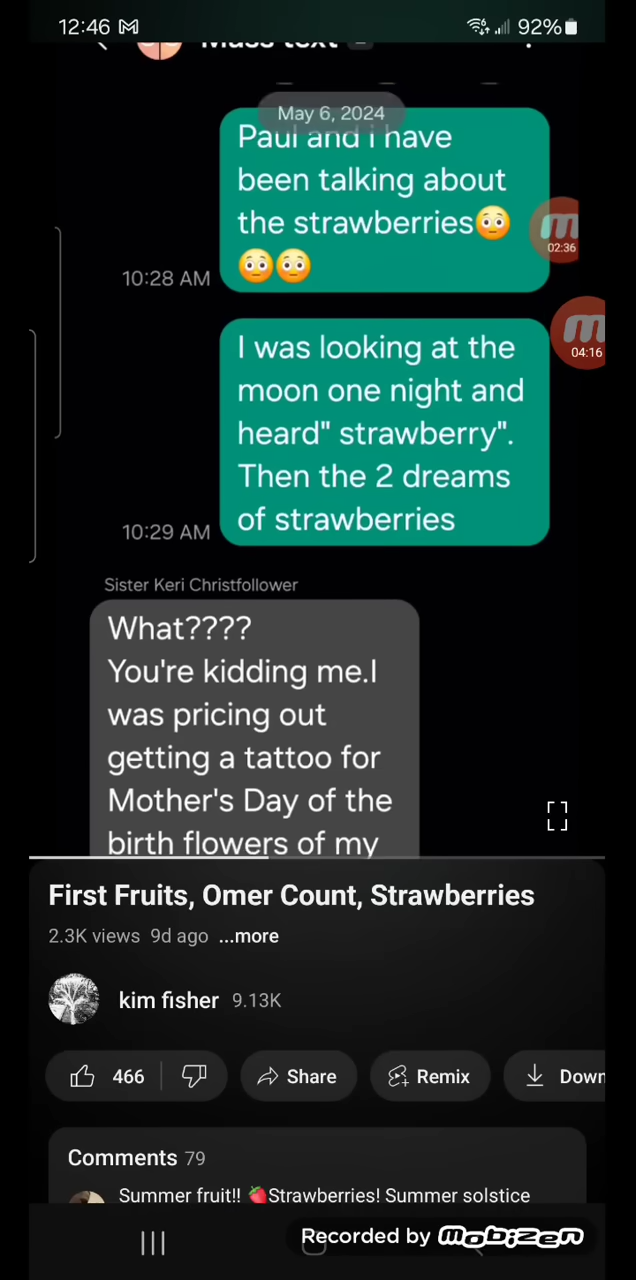 12:46
92%
Mass text
May 6, 2024
Paul and i have
been talking about
the strawberries😳
😳😳
10:28 AM
02:36
I was looking at the
moon one night and
heard" strawberry".
Then the 2 dreams
of strawberries
10:29 AM
04:16
Sister Keri Christfollower
What????
You're kidding me.I
was pricing out
getting a tattoo for
Mother's Day of the
birth flowers of my
First Fruits, Omer Count, Strawberries
2.3K views 9d ago ...more
kim fisher 9.13K
466
Share
Remix
Down
Comments 79
Summer fruit!! 🍓Strawberries! Summer solstice
Recorded by Mobizen